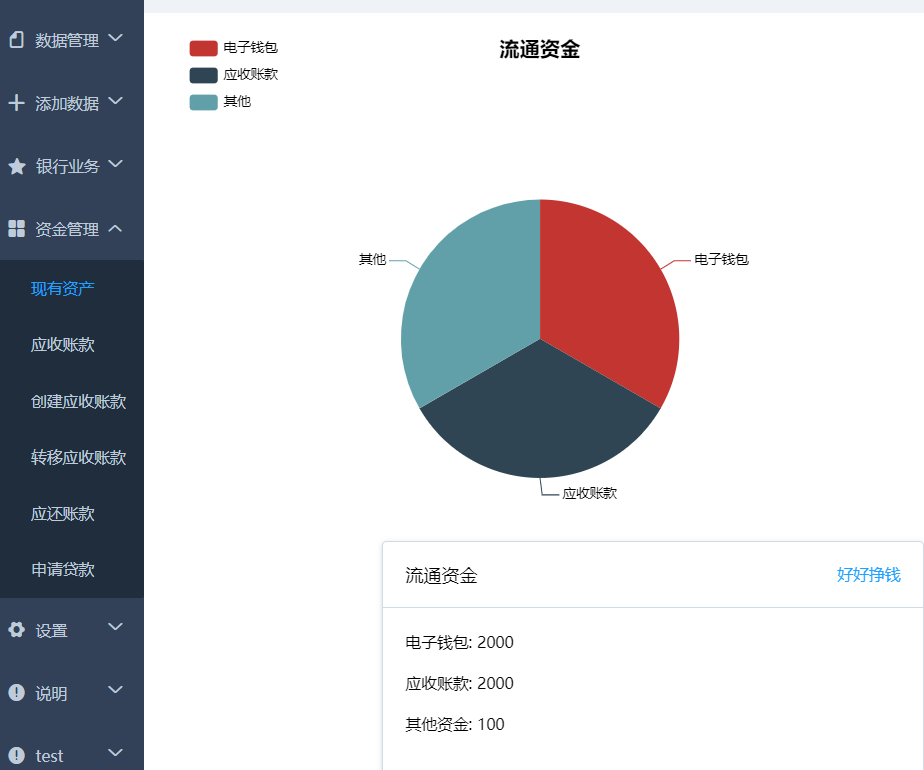 数据管理
添加数据
银行业务
资金管理
现有资产
应收账款
创建应收账款
转移应收账款
应还账款
申请贷款
设置
说明
test
电子钱包
应收账款
其他
流通资金
其他
电子钱包
应收账款
流通资金 好好挣钱
电子钱包: 2000
应收账款: 2000
其他资金: 100